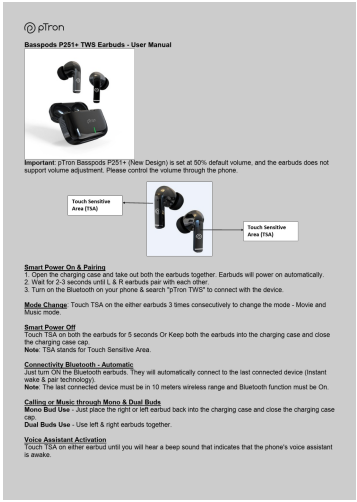 pTron
Basspods P251+ TWS Earbuds - User Manual
pTron
Important: pTron Basspods P251+ (New Design) is set at 50% default volume, and the earbuds does not
support volume adjustment. Please control the volume through the phone.
Touch Sensitive
Area (TSA)
Touch Sensitive
Area (TSA)
Smart Power On & Pairing
1. Open the charging case and take out both the earbuds together. Earbuds will power on automatically.
2. Wait for 2-3 seconds until L & R earbuds pair with each other.
3. Turn on the Bluetooth on your phone & search "pTron TWS" to connect with the device.
Mode Change: Touch TSA on the either earbuds 3 times consecutively to change the mode - Movie and
Music mode.
Smart Power Off
Touch TSA on both the earbuds for 5 seconds Or Keep both the earbuds into the charging case and close
the charging case cap.
Note: TSA stands for Touch Sensitive Area.
Connectivity Bluetooth - Automatic
Just turn ON the Bluetooth earbuds. They will automatically connect to the last connected device (Instant
wake & pair technology).
Note: The last connected device must be in 10 meters wireless range and Bluetooth function must be On.
Calling or Music through Mono & Dual Buds
Mono Bud Use - Just place the right or left earbud back into the charging case and close the charging case
cap.
Dual Buds Use - Use left & right earbuds together.
Voice Assistant Activation
Touch TSA on either earbud until you will hear a beep sound that indicates that the phone's voice assistant
is awake.